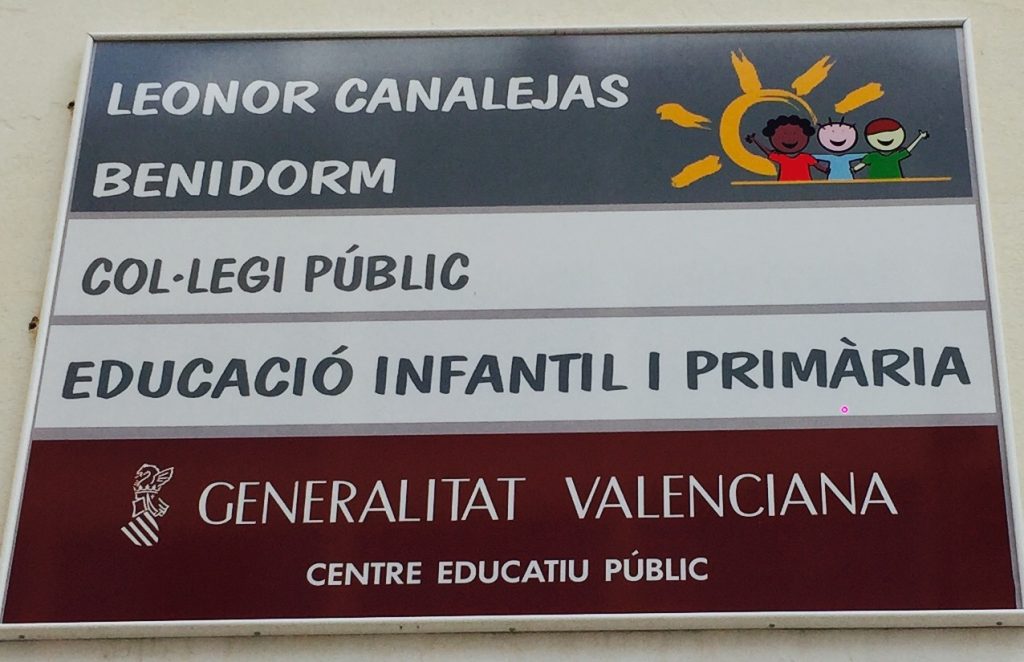 LEONOR CANALEJAS
BENIDORM
COL·LEGI PÚBLIC
EDUCACIÓ INFANTIL I PRIMÀRIA
GENERALITAT VALENCIANA
CENTRE EDUCATIU PÚBLIC